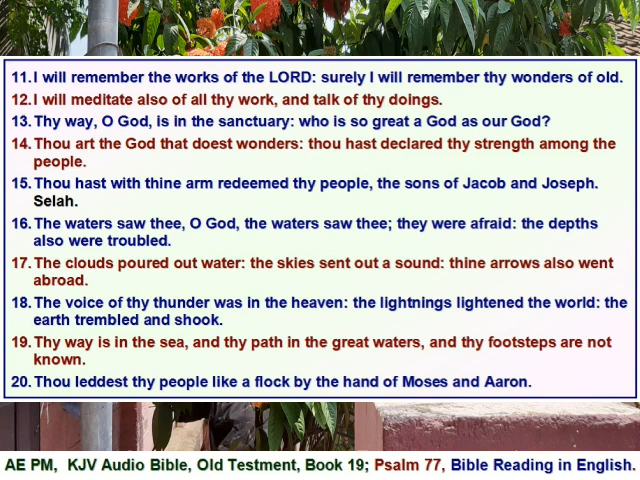 11. I will remember the works of the LORD: surely I will remember thy wonders of old.
12. I will meditate also of all thy work, and talk of thy doings.
13. Thy way, O God, is in the sanctuary: who is so great a God as our God?
14. Thou art the God that doest wonders: thou hast declared thy strength among the
people.
15. Thou hast with thine arm redeemed thy people, the sons of Jacob and Joseph.
Selah.
16. The waters saw thee, O God, the waters saw thee; they were afraid: the depths
also were troubled.
17. The clouds poured out water: the skies sent out a sound: thine arrows also went
abroad.
18. The voice of thy thunder was in the heaven: the lightnings lightened the world: the
earth trembled and shook.
19. Thy way is in the sea, and thy path in the great waters, and thy footsteps are not
known.
20. Thou leddest thy people like a flock by the hand of Moses and Aaron.
AE PM, KJV Audio Bible, Old Testment, Book 19; Psalm 77, Bible Reading in English.